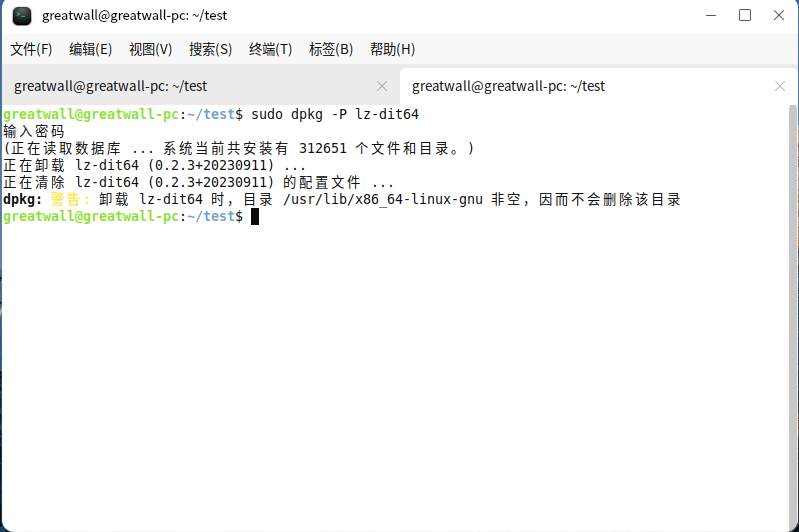 greatwall@greatwall-pc: ~/test
文件(F) 编辑(E) 视图(V) 搜索(S) 终端(T) 标签(B) 帮助(H)
greatwall@greatwall-pc: ~/test greatwall@greatwall-pc: ~/test
greatwall@greatwall-pc:~/test$ sudo dpkg -P lz-dit64
输入密码
(正在读取数据库 ... 系统当前共安装有 312651 个文件和目录。)
正在卸载 lz-dit64 (0.2.3+20230911) ...
正在清除 lz-dit64 (0.2.3+20230911) 的配置文件 ...
dpkg: 警告: 卸载 lz-dit64 时，目录 /usr/lib/x86_64-linux-gnu 非空，因而不会删除该目录
greatwall@greatwall-pc:~/test$